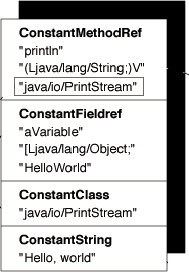 ConstantMethodRef
"println"
"(Ljava/lang/String;)V"
"java/io/PrintStream"
ConstantFieldref
"aVariable"
"[Ljava/lang/Object;"
"HelloWorld"
ConstantClass
"java/io/PrintStream"
ConstantString
"Hello, world"